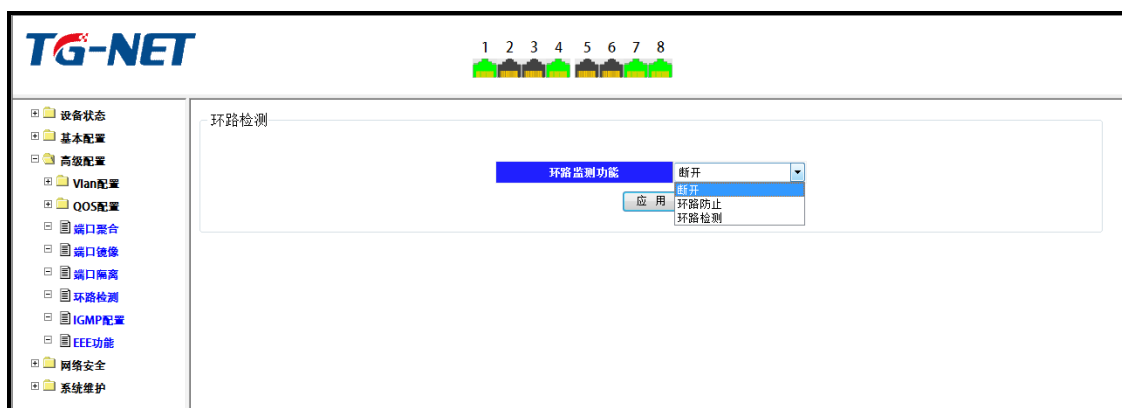 TG-NET
1 2 3 4 5 6 7 8
设备状态
基本配置
高级配置
Vlan配置
QOS配置
端口聚合
端口镜像
端口隔离
环路检测
IGMP配置
EEE功能
网络安全
系统维护
环路检测
环路监测功能 断开
断开
环路防止
环路检测
应 用